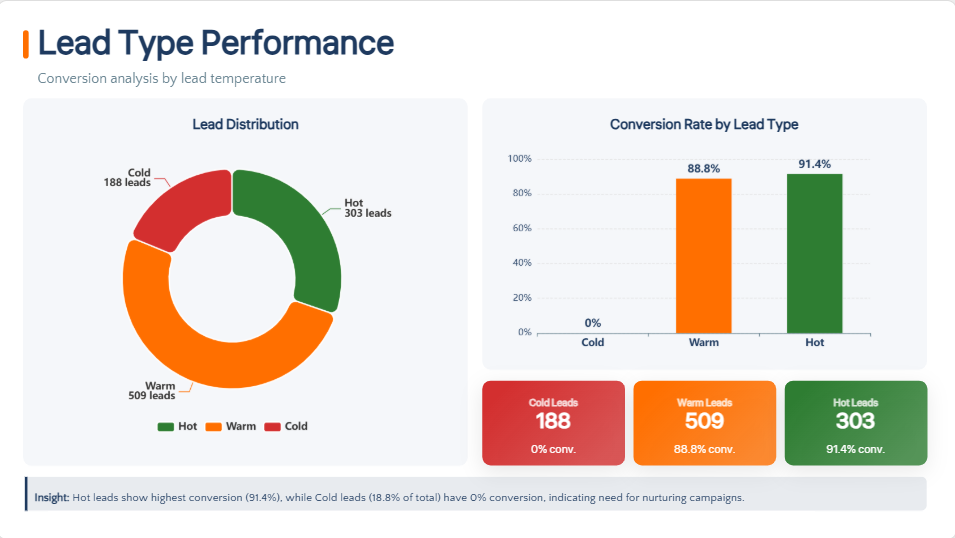 Lead Type Performance
Conversion analysis by lead temperature
Lead Distribution
Cold
188 leads
Hot
303 leads
Warm
509 leads
Hot Warm Cold
Conversion Rate by Lead Type
100%
80%
60%
40%
20%
0%
0%
88.8%
91.4%
Cold Warm Hot
Cold Leads
188
0% conv.
Warm Leads
509
88.8% conv.
Hot Leads
303
91.4% conv.
Insight: Hot leads show highest conversion (91.4%), while Cold leads (18.8% of total) have 0% conversion, indicating need for nurturing campaigns.